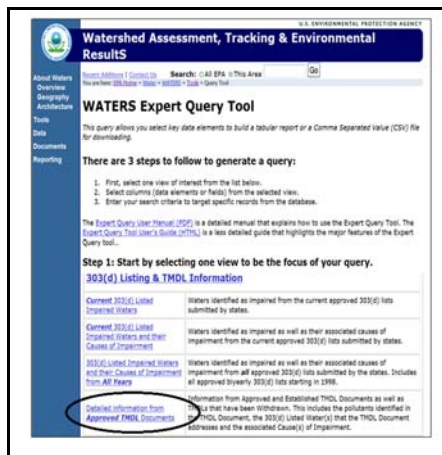 U.S. ENVIRONMENTAL PROTECTION AGENCY
Watershed Assessment, Tracking & Environmental
ResultS
Recent Additions | Contact Us Search: All EPA This Area Go
You are here: EPA Home » Water » WATERS » Tools » Query Tool
About Waters
Overview
Geography
Architecture
Tools
Data
Documents
Reporting
WATERS Expert Query Tool
This query allows you select key data elements to build a tabular report or a Comma Separated Value (CSV) file
for downloading.
There are 3 steps to follow to generate a query:
1. First, select one view of interest from the list below.
2. Select columns (data elements or fields) from the selected view.
3. Enter your search criteria to target specific records from the database.
The Expert Query User Manual (PDF) is a detailed manual that explains how to use the Expert Query Tool. The
Expert Query Tool User's Guide (HTML) is a less detailed guide that highlights the major features of the Expert
Query tool..
Step 1: Start by selecting one view to be the focus of your query.
303(d) Listing & TMDL Information
Current 303(d) Listed
Impaired Waters
Waters identified as impaired from the current approved 303(d) lists
submitted by states.
Current 303(d) Listed
Impaired Waters and their
Causes of Impairment
Waters identified as impaired as well as their associated causes of
impairment from the current approved 303(d) lists submitted by states.
303(d) Listed Impaired Waters
and their Causes of Impairment
from All Years
Waters identified as impaired as well as their associated causes of
impairment from all approved 303(d) lists submitted by the states. Includes
all approved biyearly 303(d) lists starting in 1998.
Detailed Information from
Approved TMDL Documents
Information from Approved and Established TMDL Documents as well as
TMDLs that have been Withdrawn. This includes the pollutants identified in
the TMDL Document, the 303(d) Listed Water(s) that the TMDL Document
addresses and the associated Cause(s) of Impairment.